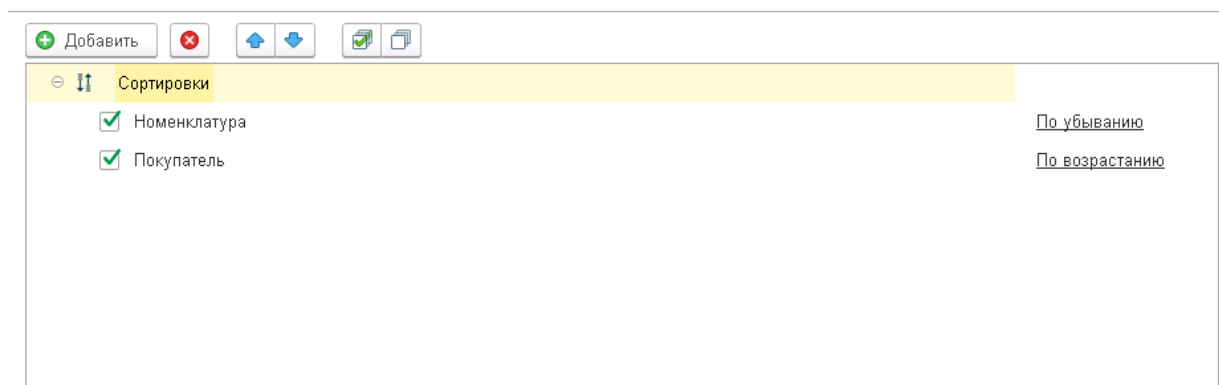 Добавить
Сортировки
Номенклатура По убыванию
Покупатель По возрастанию